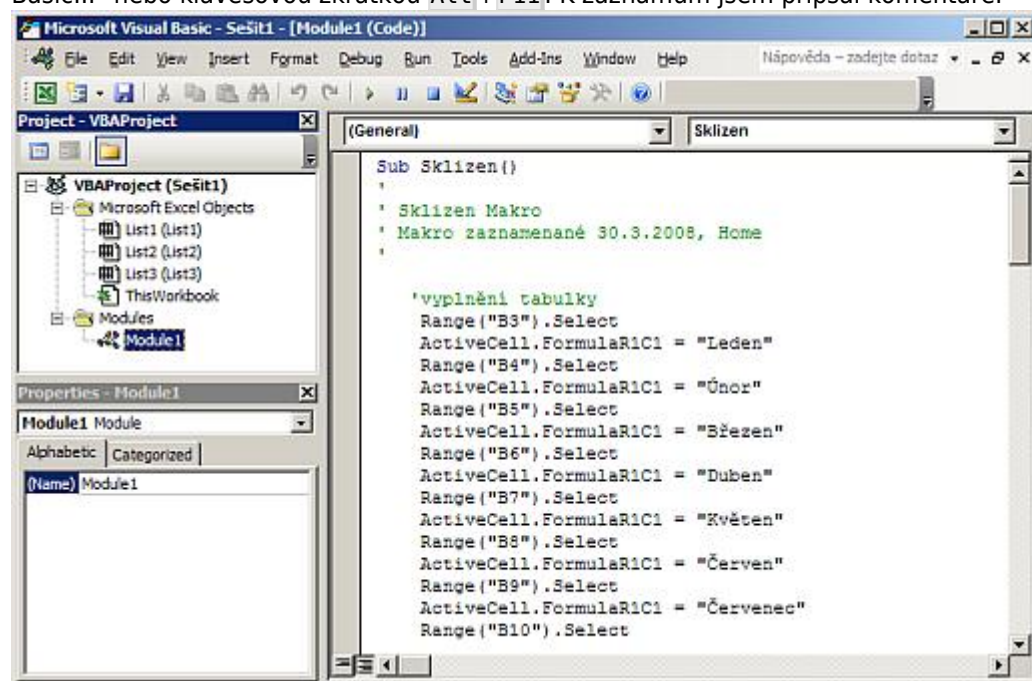 Basic..." nebo klávesovou zkratkou Alt+F11. K záznamům jsem připsal komentáře.
Microsoft Visual Basic - Sešit1 - [Module1 (Code)]
File Edit View Insert Format Debug Run Tools Add-Ins Window Help Nápověda – zadejte dotaz
Project - VBAProject
VBAProject (Sešit1)
Microsoft Excel Objects
List1 (List1)
List2 (List2)
List3 (List3)
ThisWorkbook
Modules
Module1
Properties - Module1
Module1 Module
Alphabetic Categorized
(Name) Module1
(General) Sklizen
Sub Sklizen()
'
' Sklizen Makro
' Makro zaznamenané 30.3.2008, Home
'
'vyplnění tabulky
Range("B3").Select
ActiveCell.FormulaR1C1 = "Leden"
Range("B4").Select
ActiveCell.FormulaR1C1 = "Únor"
Range("B5").Select
ActiveCell.FormulaR1C1 = "Březen"
Range("B6").Select
ActiveCell.FormulaR1C1 = "Duben"
Range("B7").Select
ActiveCell.FormulaR1C1 = "Květen"
Range("B8").Select
ActiveCell.FormulaR1C1 = "Červen"
Range("B9").Select
ActiveCell.FormulaR1C1 = "Červenec"
Range("B10").Select